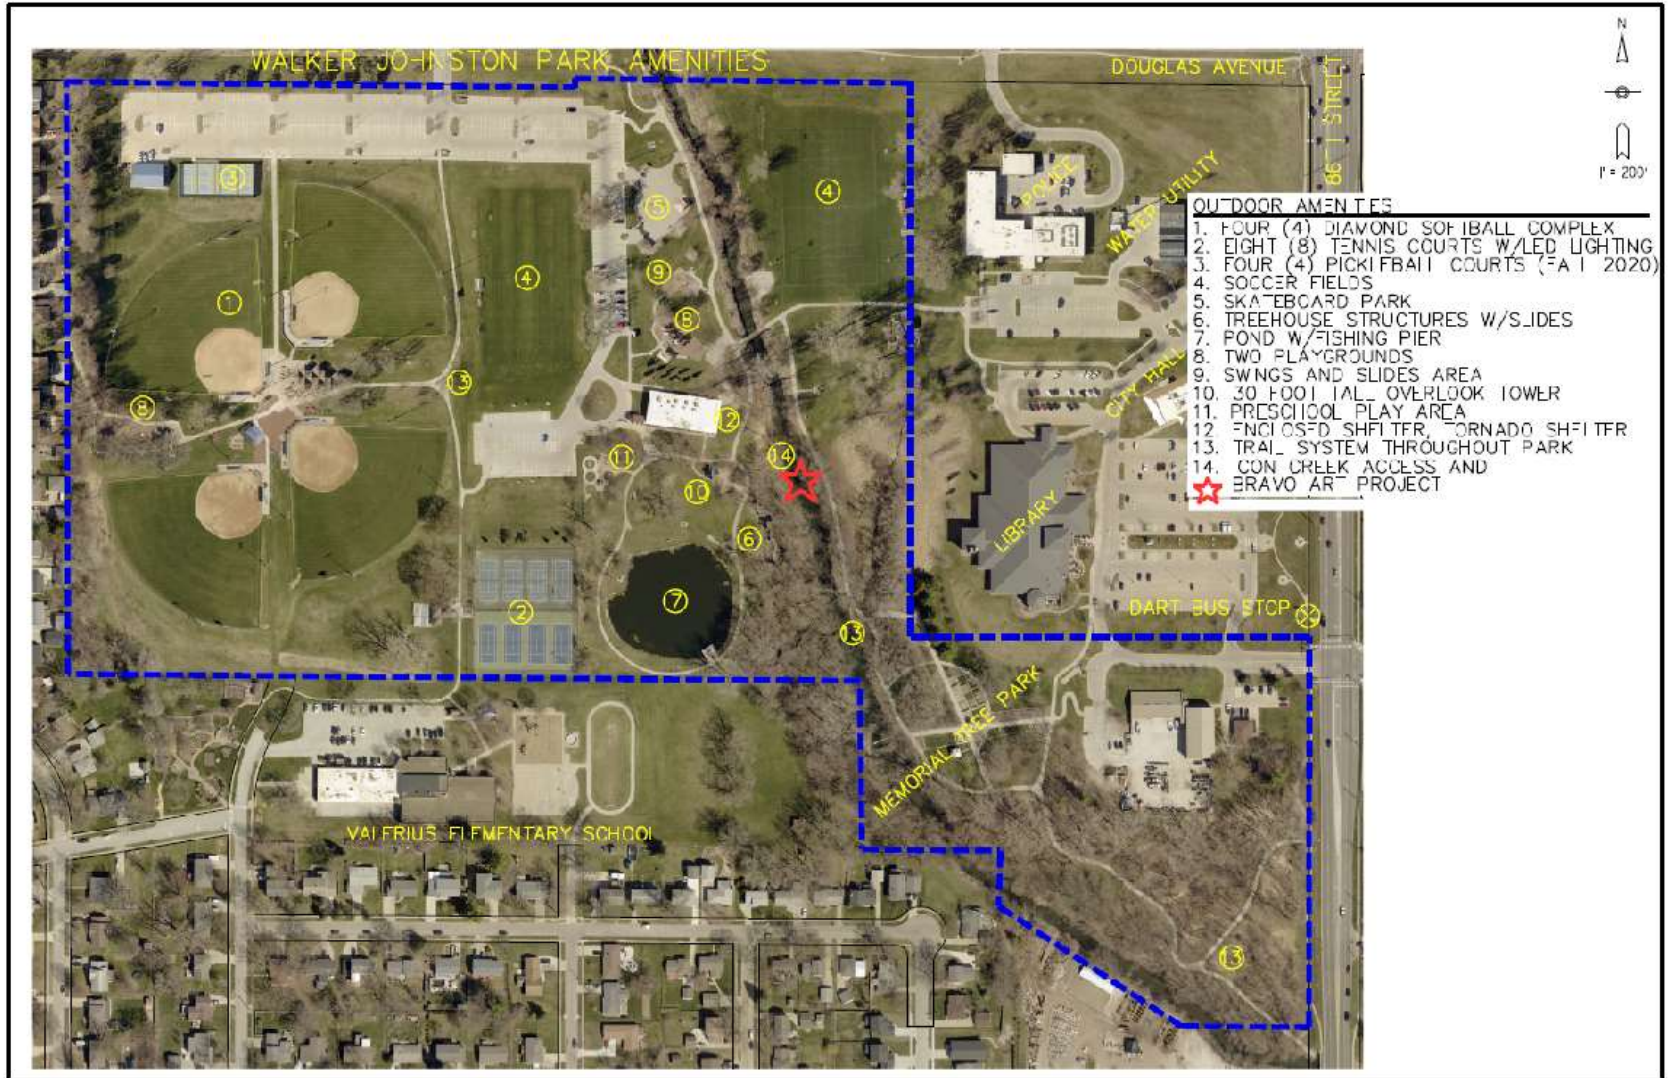 N
1" = 200'
WALKER JOHNSTON PARK AMENITIES
DOUGLAS AVENUE
86TH STREET
POLICE
WATER UTILITY
CITY HALL
LIBRARY
DART BUS STOP
MEMORIAL TREE PARK
VALERIUS ELEMENTARY SCHOOL
OUTDOOR AMENITIES
1. FOUR (4) DIAMOND SOFTBALL COMPLEX
2. EIGHT (8) TENNIS COURTS W/LED LIGHTING
3. FOUR (4) PICKLEBALL COURTS (FALL 2020)
4. SOCCER FIELDS
5. SKATEBOARD PARK
6. TREEHOUSE STRUCTURES W/SLIDES
7. POND W/FISHING PIER
8. TWO PLAYGROUNDS
9. SWINGS AND SLIDES AREA
10. 30 FOOT TALL OVERLOOK TOWER
11. PRESCHOOL PLAY AREA
12. ENCLOSED SHELTER, TORNADO SHELTER
13. TRAIL SYSTEM THROUGHOUT PARK
14. CREEK ACCESS AND
BRAVO ART PROJECT
3
5
4
4
9
1
8
13
8
12
11
14
10
6
7
2
13
13